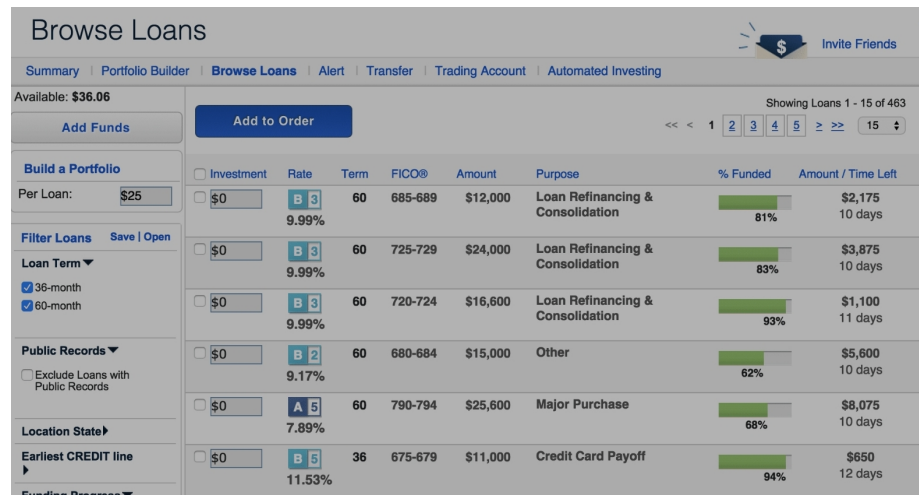 Browse Loans
$
Invite Friends
Summary | Portfolio Builder | Browse Loans | Alert | Transfer | Trading Account | Automated Investing
Available: $36.06
Add Funds
Build a Portfolio
Per Loan: $25
Filter Loans Save | Open
Loan Term
36-month
60-month
Public Records
Exclude Loans with
Public Records
Location State
Earliest CREDIT line
Funding Progress
Add to Order
Showing Loans 1 - 15 of 463
<< < 1 2 3 4 5 > >> 15
Investment Rate Term FICO® Amount Purpose % Funded Amount / Time Left
$0 B 3 60 685-689 $12,000 Loan Refinancing & $2,175
9.99% Consolidation 81% 10 days
$0 B 3 60 725-729 $24,000 Loan Refinancing & $3,875
9.99% Consolidation 83% 10 days
$0 B 3 60 720-724 $16,600 Loan Refinancing & $1,100
9.99% Consolidation 93% 11 days
$0 B 2 60 680-684 $15,000 Other $5,600
9.17% 62% 10 days
$0 A 5 60 790-794 $25,600 Major Purchase $8,075
7.89% 68% 10 days
$0 B 5 36 675-679 $11,000 Credit Card Payoff $650
11.53% 94% 12 days